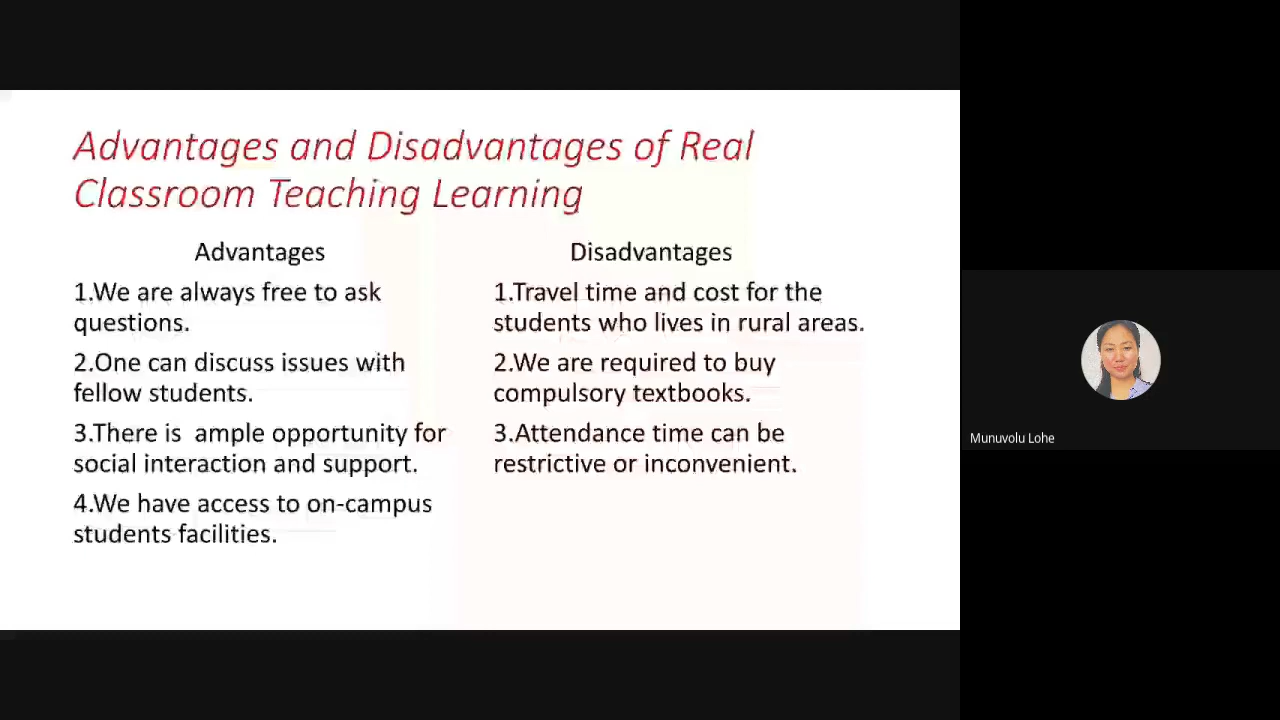 Advantages and Disadvantages of Real
Classroom Teaching Learning
Advantages
1.We are always free to ask
questions.
2.One can discuss issues with
fellow students.
3.There is  ample opportunity for
social interaction and support.
4.We have access to on-campus
students facilities.
Disadvantages
1.Travel time and cost for the
students who lives in rural areas.
2.We are required to buy
compulsory textbooks.
3.Attendance time can be
restrictive or inconvenient.
Munuvolu Lohe